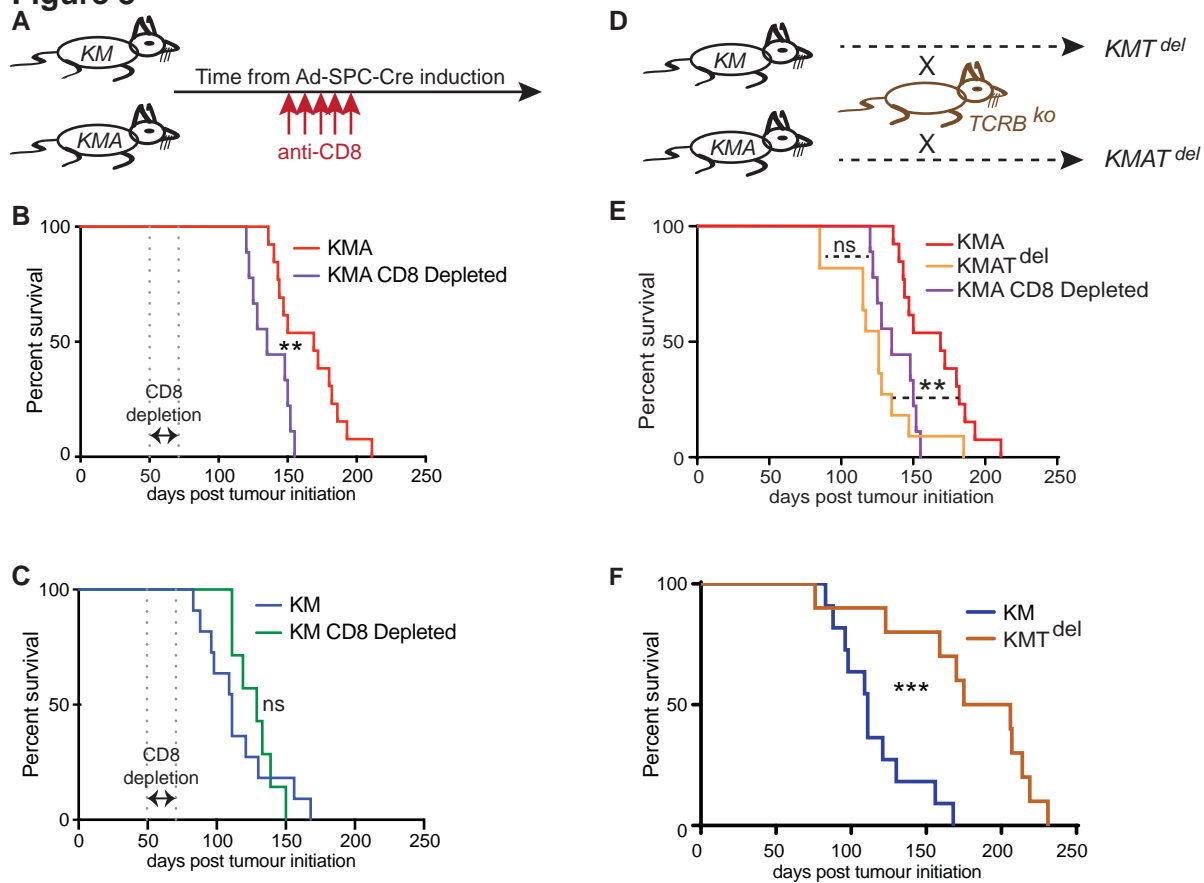 A
KM
KMA
Time from Ad-SPC-Cre induction
anti-CD8
D
KM
KMA
X
TCRB ko
X
KMT del
KMAT del
B
Percent survival
100
50
0
KMA
KMA CD8 Depleted
**
CD8
depletion
0 50 100 150 200 250
days post tumour initiation
E
Percent survival
100
50
0
ns
KMA
KMAT del
KMA CD8 Depleted
**
0 50 100 150 200 250
days post tumour initiation
C
Percent survival
100
50
0
KM
KM CD8 Depleted
ns
CD8
depletion
0 50 100 150 200 250
days post tumour initiation
F
Percent survival
100
50
0
KM
KMT del
***
0 50 100 150 200 250
days post tumour initiation